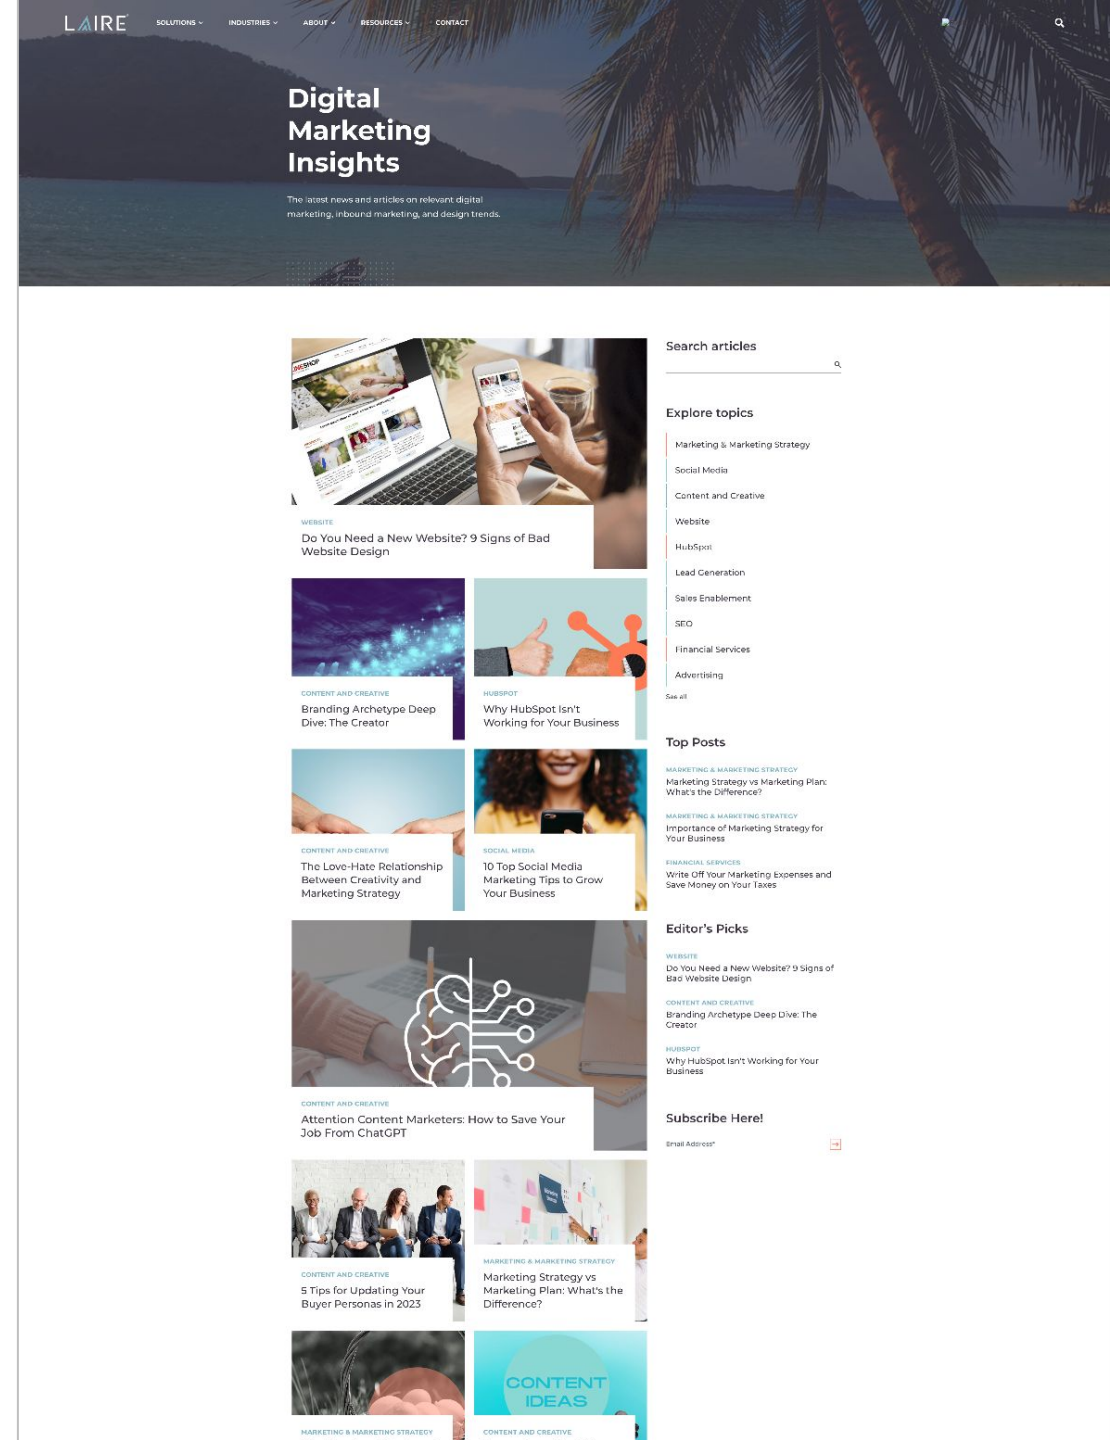 LAIRE
SOLUTIONS
INDUSTRIES
ABOUT
RESOURCES
CONTACT
Digital
Marketing
Insights
The latest news and articles on relevant digital
marketing, inbound marketing, and design trends.
WEBSITE
Do You Need a New Website? 9 Signs of Bad
Website Design
CONTENT AND CREATIVE
Branding Archetype Deep
Dive: The Creator
HUBSPOT
Why HubSpot Isn't
Working for Your Business
CONTENT AND CREATIVE
The Love-Hate Relationship
Between Creativity and
Marketing Strategy
SOCIAL MEDIA
10 Top Social Media
Marketing Tips to Grow
Your Business
CONTENT AND CREATIVE
Attention Content Marketers: How to Save Your
Job From ChatGPT
CONTENT AND CREATIVE
5 Tips for Updating Your
Buyer Personas in 2023
MARKETING & MARKETING STRATEGY
Marketing Strategy vs
Marketing Plan: What's the
Difference?
MARKETING & MARKETING STRATEGY
CONTENT
IDEAS
CONTENT AND CREATIVE
Search articles
Explore topics
Marketing & Marketing Strategy
Social Media
Content and Creative
Website
HubSpot
Lead Generation
Sales Enablement
SEO
Financial Services
Advertising
See all
Top Posts
MARKETING & MARKETING STRATEGY
Marketing Strategy vs Marketing Plan:
What's the Difference?
MARKETING & MARKETING STRATEGY
Importance of Marketing Strategy for
Your Business
FINANCIAL SERVICES
Write Off Your Marketing Expenses and
Save Money on Your Taxes
Editor's Picks
WEBSITE
Do You Need a New Website? 9 Signs of
Bad Website Design
CONTENT AND CREATIVE
Branding Archetype Deep Dive: The
Creator
HUBSPOT
Why HubSpot Isn't Working for Your
Business
Subscribe Here!
Email Address*